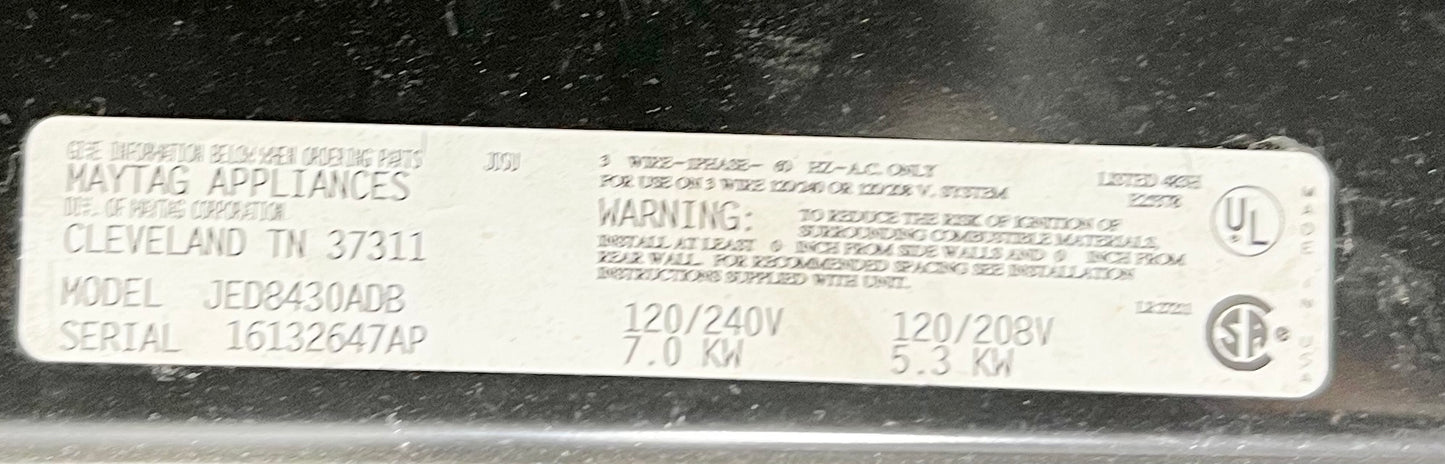 GIVE INFORMATION BELOW WHEN ORDERING PARTS
MAYTAG APPLIANCES
DIV. OF MAYTAG CORPORATION
CLEVELAND TN 37311
MODEL JED8430ADB
SERIAL 16132647AP
3 WIRE-1PHASE- 60 HZ-A.C. ONLY
FOR USE ON 3 WIRE 120/240 OR 120/208 V. SYSTEM
WARNING: TO REDUCE THE RISK OF IGNITION OF
SURROUNDING COMBUSTIBLE MATERIALS,
INSTALL AT LEAST 0 INCH FROM SIDE WALLS AND 0 INCH FROM
REAR WALL. FOR RECOMMENDED SPACING SEE INSTALLATION
INSTRUCTIONS SUPPLIED WITH UNIT.
120/240V 120/208V
7.0 KW 5.3 KW
LISTED
UL
SA
MADE IN USA